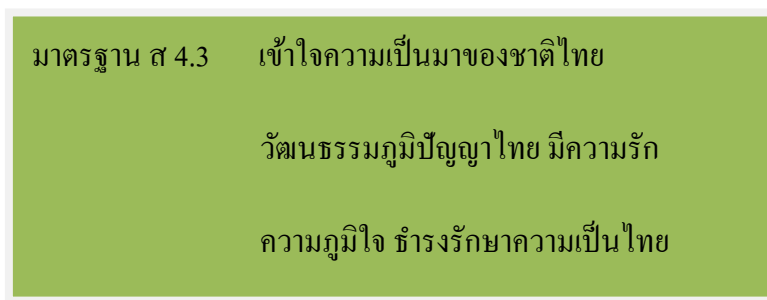 มาตรฐาน ส 4.3 เข้าใจความเป็นมาของชาติไทย
วัฒนธรรมภูมิปัญญาไทย มีความรัก
ความภูมิใจ ธำรงรักษาความเป็นไทย